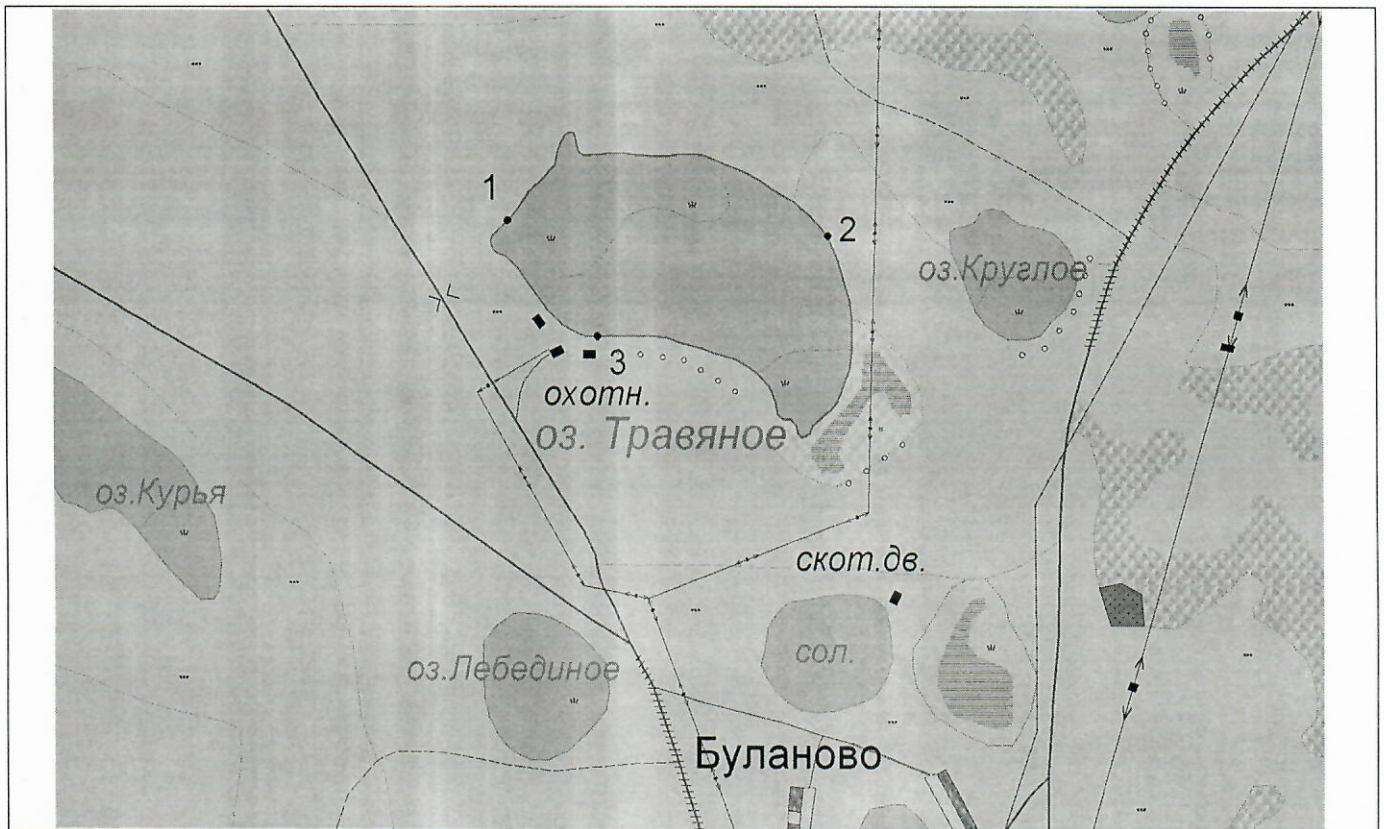 1
2
оз.Круглое
3
охотн.
оз. Травяное
оз.Курья
скот.дв.
сол.
оз.Лебединое
Буланово